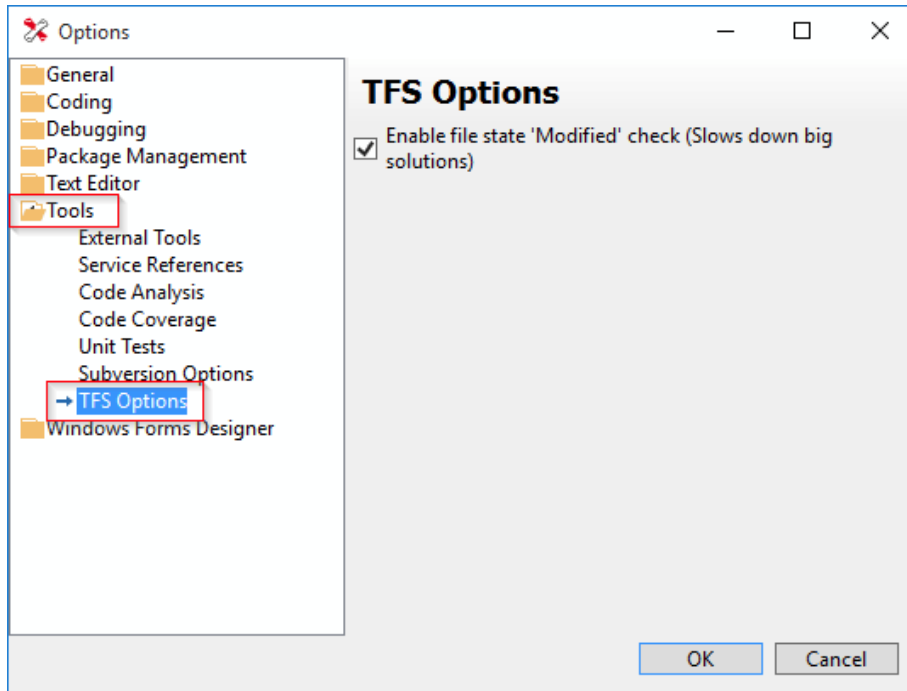 Options
General
Coding
Debugging
Package Management
Text Editor
Tools
External Tools
Service References
Code Analysis
Code Coverage
Unit Tests
Subversion Options
TFS Options
Windows Forms Designer
TFS Options
Enable file state 'Modified' check (Slows down big
solutions)
OK
Cancel